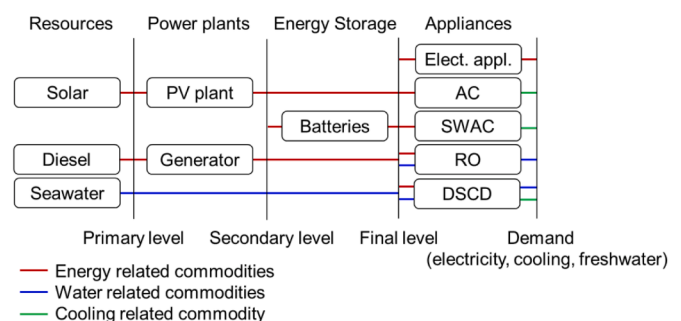 Resources Power plants Energy Storage Appliances
Elect. appl.
Solar PV plant AC
Batteries SWAC
Diesel Generator RO
Seawater DSCD
Primary level Secondary level Final level Demand
(electricity, cooling, freshwater)
Energy related commodities
Water related commodities
Cooling related commodity